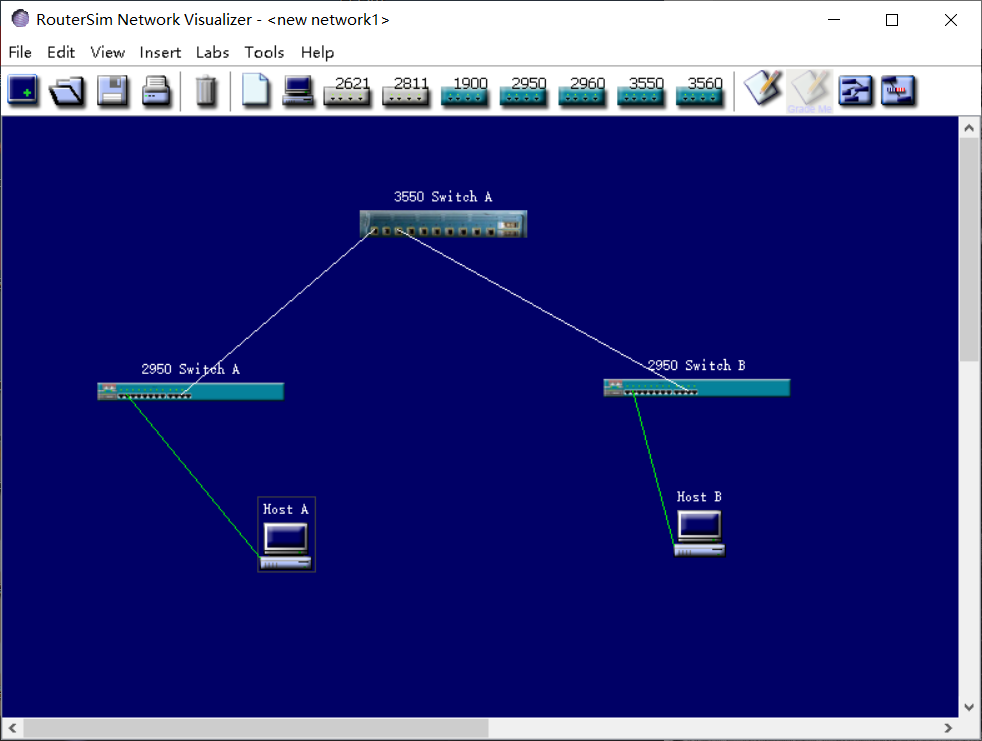 RouterSim Network Visualizer - <new network1>
File Edit View Insert Labs Tools Help
2621 2811 1900 2950 2960 3550 3560
Grade Me
3550 Switch A
2950 Switch A
2950 Switch B
Host A
Host B